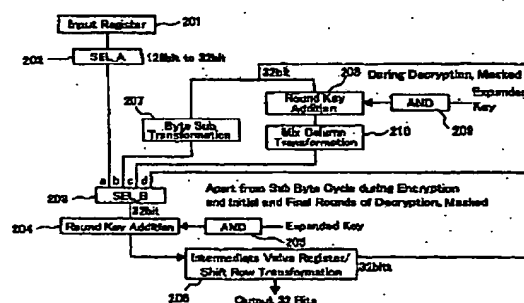 Input Register
201
202
SEL A
128bit to 32bit
32bit
208
During Decryption, Masked
207
Round Key
Addition
AND
Expanded
Key
209
Byte Sub
Transformation
Mix Column
Transformation
210
a b c d
203
SEL B
32bit
Apart from Sub Byte Cycle during Encryption
and Initial and Final Rounds of Decryption, Masked
204
Round Key Addition
AND
Expanded Key
205
Intermediate Value Register/
Shift Row Transformation
32bits
206
Output 32 Bits